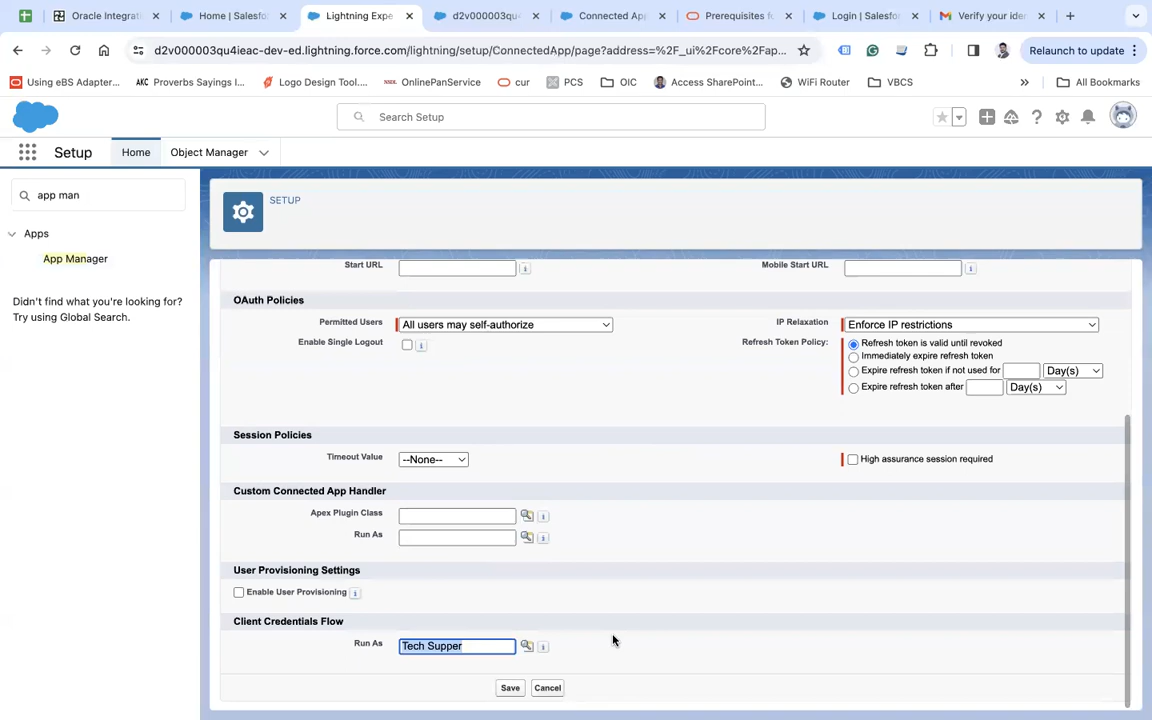 Oracle Integrati
Home | Salesfo
Lightning Expe
d2v000003qu4
Connected App
Prerequisites fo
Login | Salesfor
Verify your iden
d2v000003qu4ieac-dev-ed.lightning.force.com/lightning/setup/ConnectedApp/page?address=%2F_ui%2Fcore%2Fap...
Relaunch to update
Using eBS Adapter...
AKC Proverbs Sayings I...
Logo Design Tool....
NSDL OnlinePanService
cur
PCS
OIC
Access SharePoint...
WiFi Router
VBCS
»
All Bookmarks
Search Setup
Setup
Home
Object Manager
app man
SETUP
Apps
App Manager
Didn't find what you're looking for?
Try using Global Search.
Start URL
Mobile Start URL
OAuth Policies
Permitted Users
All users may self-authorize
IP Relaxation
Enforce IP restrictions
Enable Single Logout
Refresh Token Policy:
Refresh token is valid until revoked
Immediately expire refresh token
Expire refresh token if not used for
Day(s)
Expire refresh token after
Day(s)
Session Policies
Timeout Value
--None--
High assurance session required
Custom Connected App Handler
Apex Plugin Class
Run As
User Provisioning Settings
Enable User Provisioning
Client Credentials Flow
Run As
Tech Supper
Save
Cancel